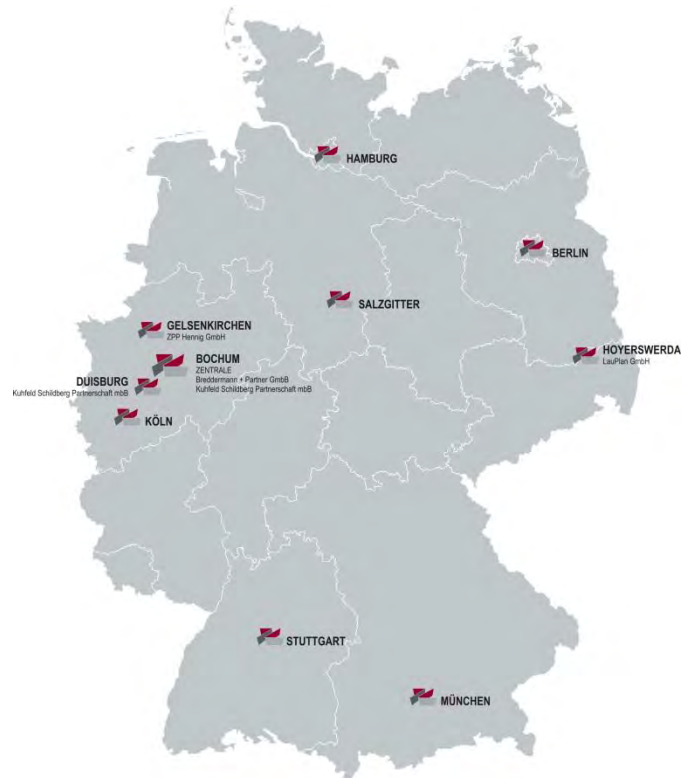 HAMBURG
BERLIN
SALZGITTER
GELSENKIRCHEN
ZPP Hennig GmbH
HOYERSWERDA
LauPlan GmbH
BOCHUM
ZENTRALE
Breddermann + Partner GmbB
Kuhfeld Schildberg Partnerschaft mbB
DUISBURG
Kuhfeld Schildberg Partnerschaft mbB
KÖLN
STUTTGART
MÜNCHEN